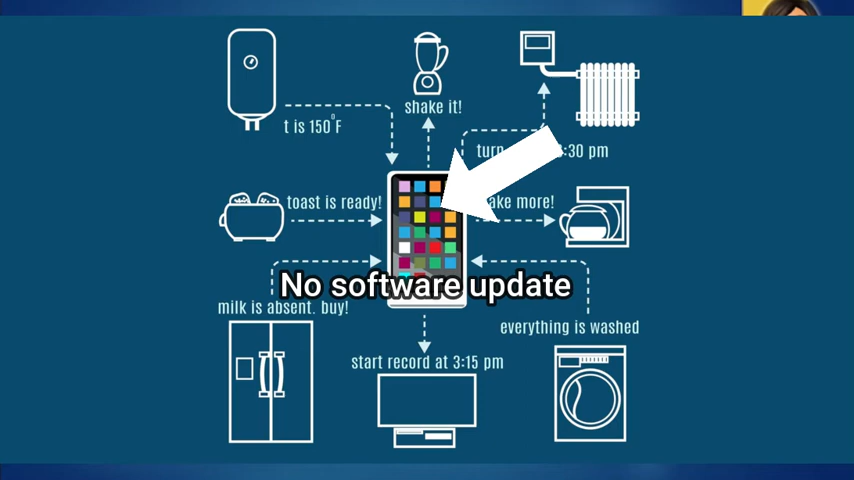 shake it!
t is 150°F
turn
:30 pm
toast is ready!
ake more!
No software update
milk is absent. buy!
everything is washed
start record at 3:15 pm